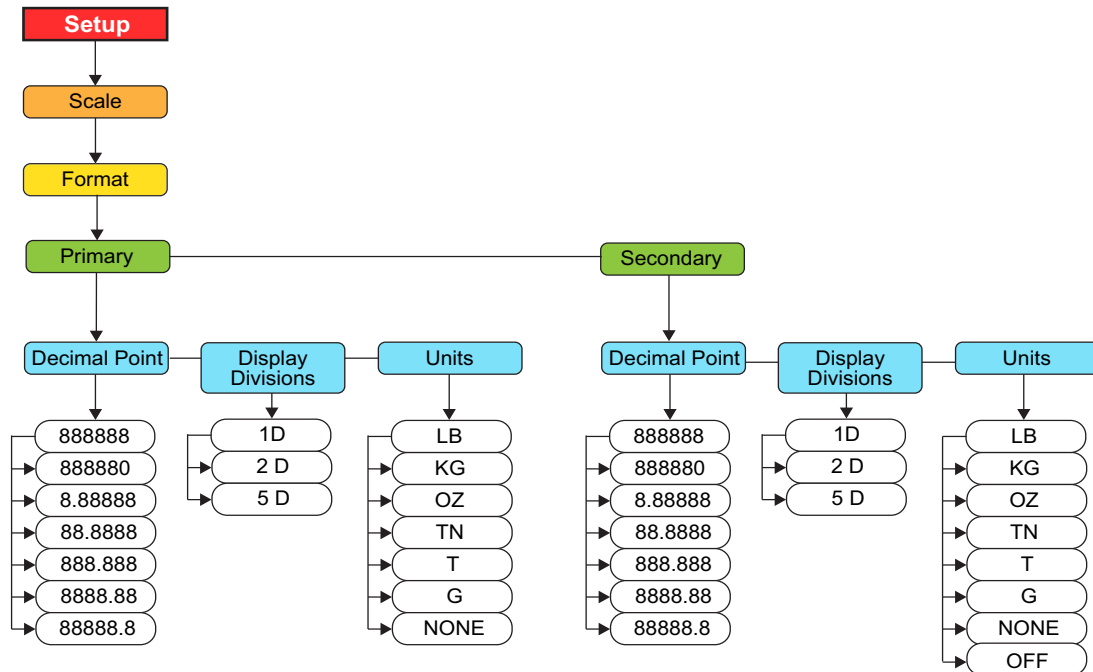 Setup
Scale
Format
Primary
Secondary
Decimal Point
Display
Divisions
Units
Decimal Point
Display
Divisions
Units
888888
888880
8.88888
88.8888
888.888
8888.88
88888.8
1D
2 D
5 D
LB
KG
OZ
TN
T
G
NONE
888888
888880
8.88888
88.8888
888.888
8888.88
88888.8
1D
2 D
5 D
LB
KG
OZ
TN
T
G
NONE
OFF